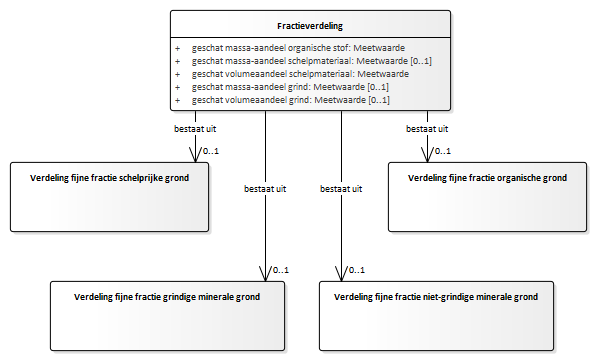 Fractieverdeling
+ geschat massa-aandeel organische stof: Meetwaarde
+ geschat massa-aandeel schelpmateriaal: Meetwaarde [0..1]
+ geschat volumeaandeel schelpmateriaal: Meetwaarde
+ geschat massa-aandeel grind: Meetwaarde [0..1]
+ geschat volumeaandeel grind: Meetwaarde [0..1]
bestaat uit
bestaat uit
0..1
0..1
Verdeling fijne fractie schelprijke grond
Verdeling fijne fractie organische grond
bestaat uit
bestaat uit
0..1
0..1
Verdeling fijne fractie grindige minerale grond
Verdeling fijne fractie niet-grindige minerale grond